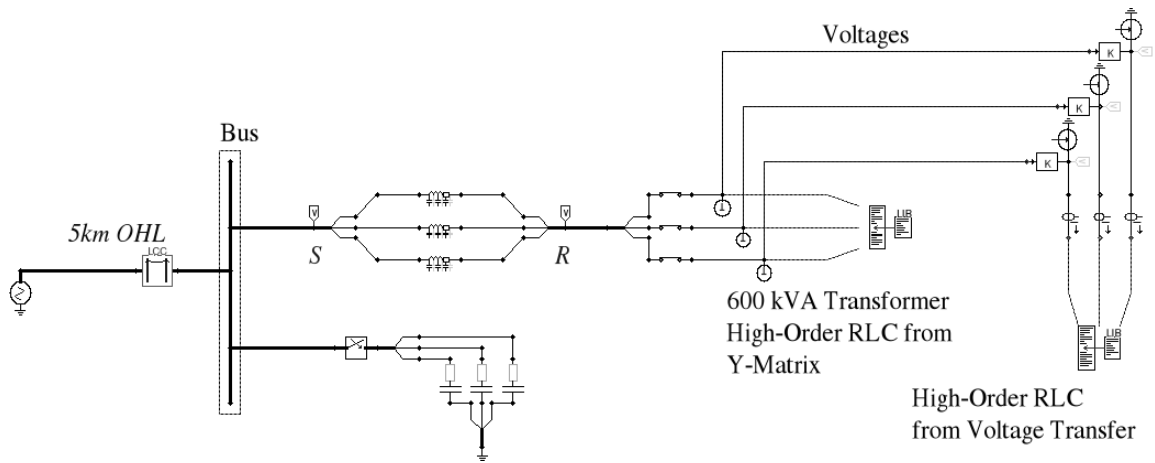 Voltages
K
K
Bus
K
V
V
LIB
5km OHL
LCC
S
R
I
I
I
600 kVA Transformer
High-Order RLC from
Y-Matrix
LIB
High-Order RLC
from Voltage Transfer